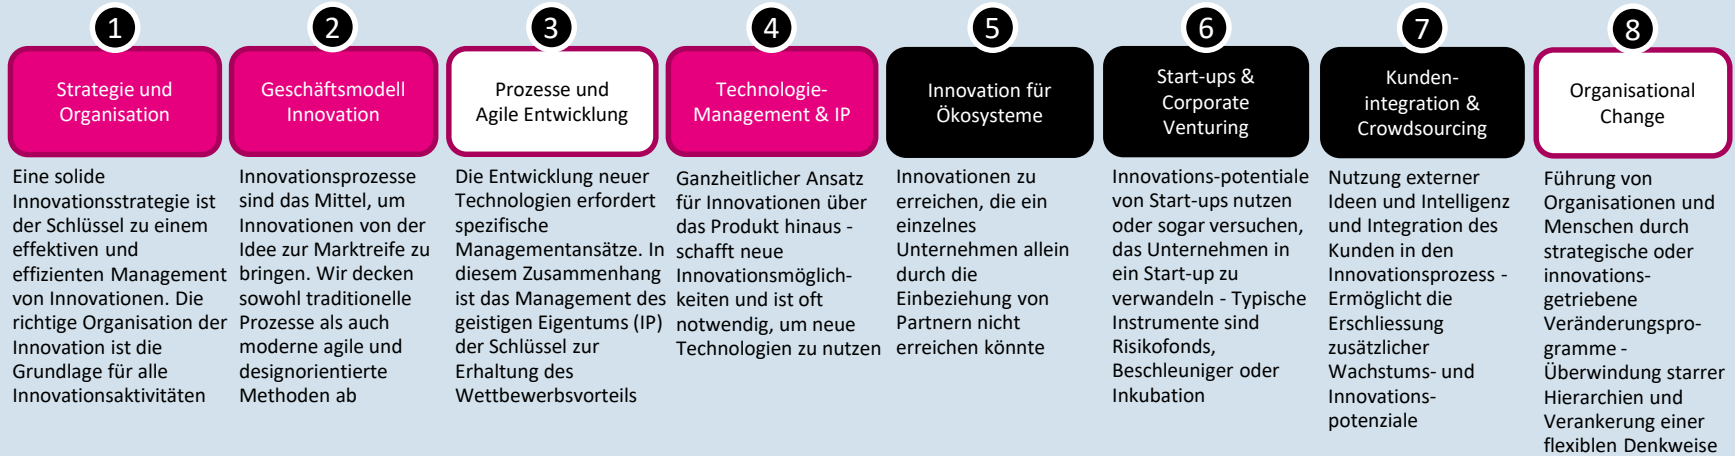 1
Strategie und
Organisation
Eine solide
Innovationsstrategie ist
der Schlüssel zu einem
effektiven und
effizienten Management
von Innovationen. Die
richtige Organisation der
Innovation ist die
Grundlage für alle
Innovationsaktivitäten
2
Geschäftsmodell
Innovation
Innovationsprozesse
sind das Mittel, um
Innovationen von der
Idee zur Marktreife zu
bringen. Wir decken
sowohl traditionelle
Prozesse als auch
moderne agile und
designorientierte
Methoden ab
3
Prozesse und
Agile Entwicklung
Die Entwicklung neuer
Technologien erfordert
spezifische
Managementansätze. In
diesem Zusammenhang
ist das Management des
geistigen Eigentums (IP)
der Schlüssel zur
Erhaltung des
Wettbewerbsvorteils
4
Technologie-
Management & IP
Ganzheitlicher Ansatz
für Innovationen über
das Produkt hinaus -
schafft neue
Innovationsmöglich-
keiten und ist oft
notwendig, um neue
Technologien zu nutzen
5
Innovation für
Ökosysteme
Innovationen zu
erreichen, die ein
einzelnes
Unternehmen allein
durch die
Einbeziehung von
Partnern nicht
erreichen könnte
6
Start-ups &
Corporate
Venturing
Innovations-potentiale
von Start-ups nutzen
oder sogar versuchen,
das Unternehmen in
ein Start-up zu
verwandeln - Typische
Instrumente sind
Risikofonds,
Beschleuniger oder
Inkubation
7
Kunden-
integration &
Crowdsourcing
Nutzung externer
Ideen und Intelligenz
und Integration des
Kunden in den
Innovationsprozess -
Ermöglicht die
Erschliessung
zusätzlicher
Wachstums- und
Innovations-
potenziale
8
Organisational
Change
Führung von
Organisationen und
Menschen durch
strategische oder
innovations-
getriebene
Veränderungspro-
gramme -
Überwindung starrer
Hierarchien und
Verankerung einer
flexiblen Denkweise